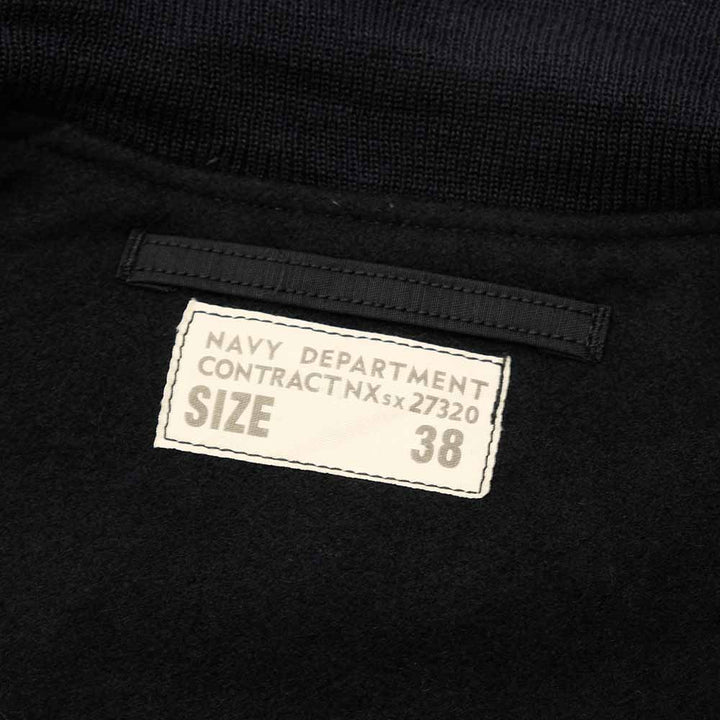 NAVY DEPARTMENT
CONTRACT NXsx 27320
SIZE 38